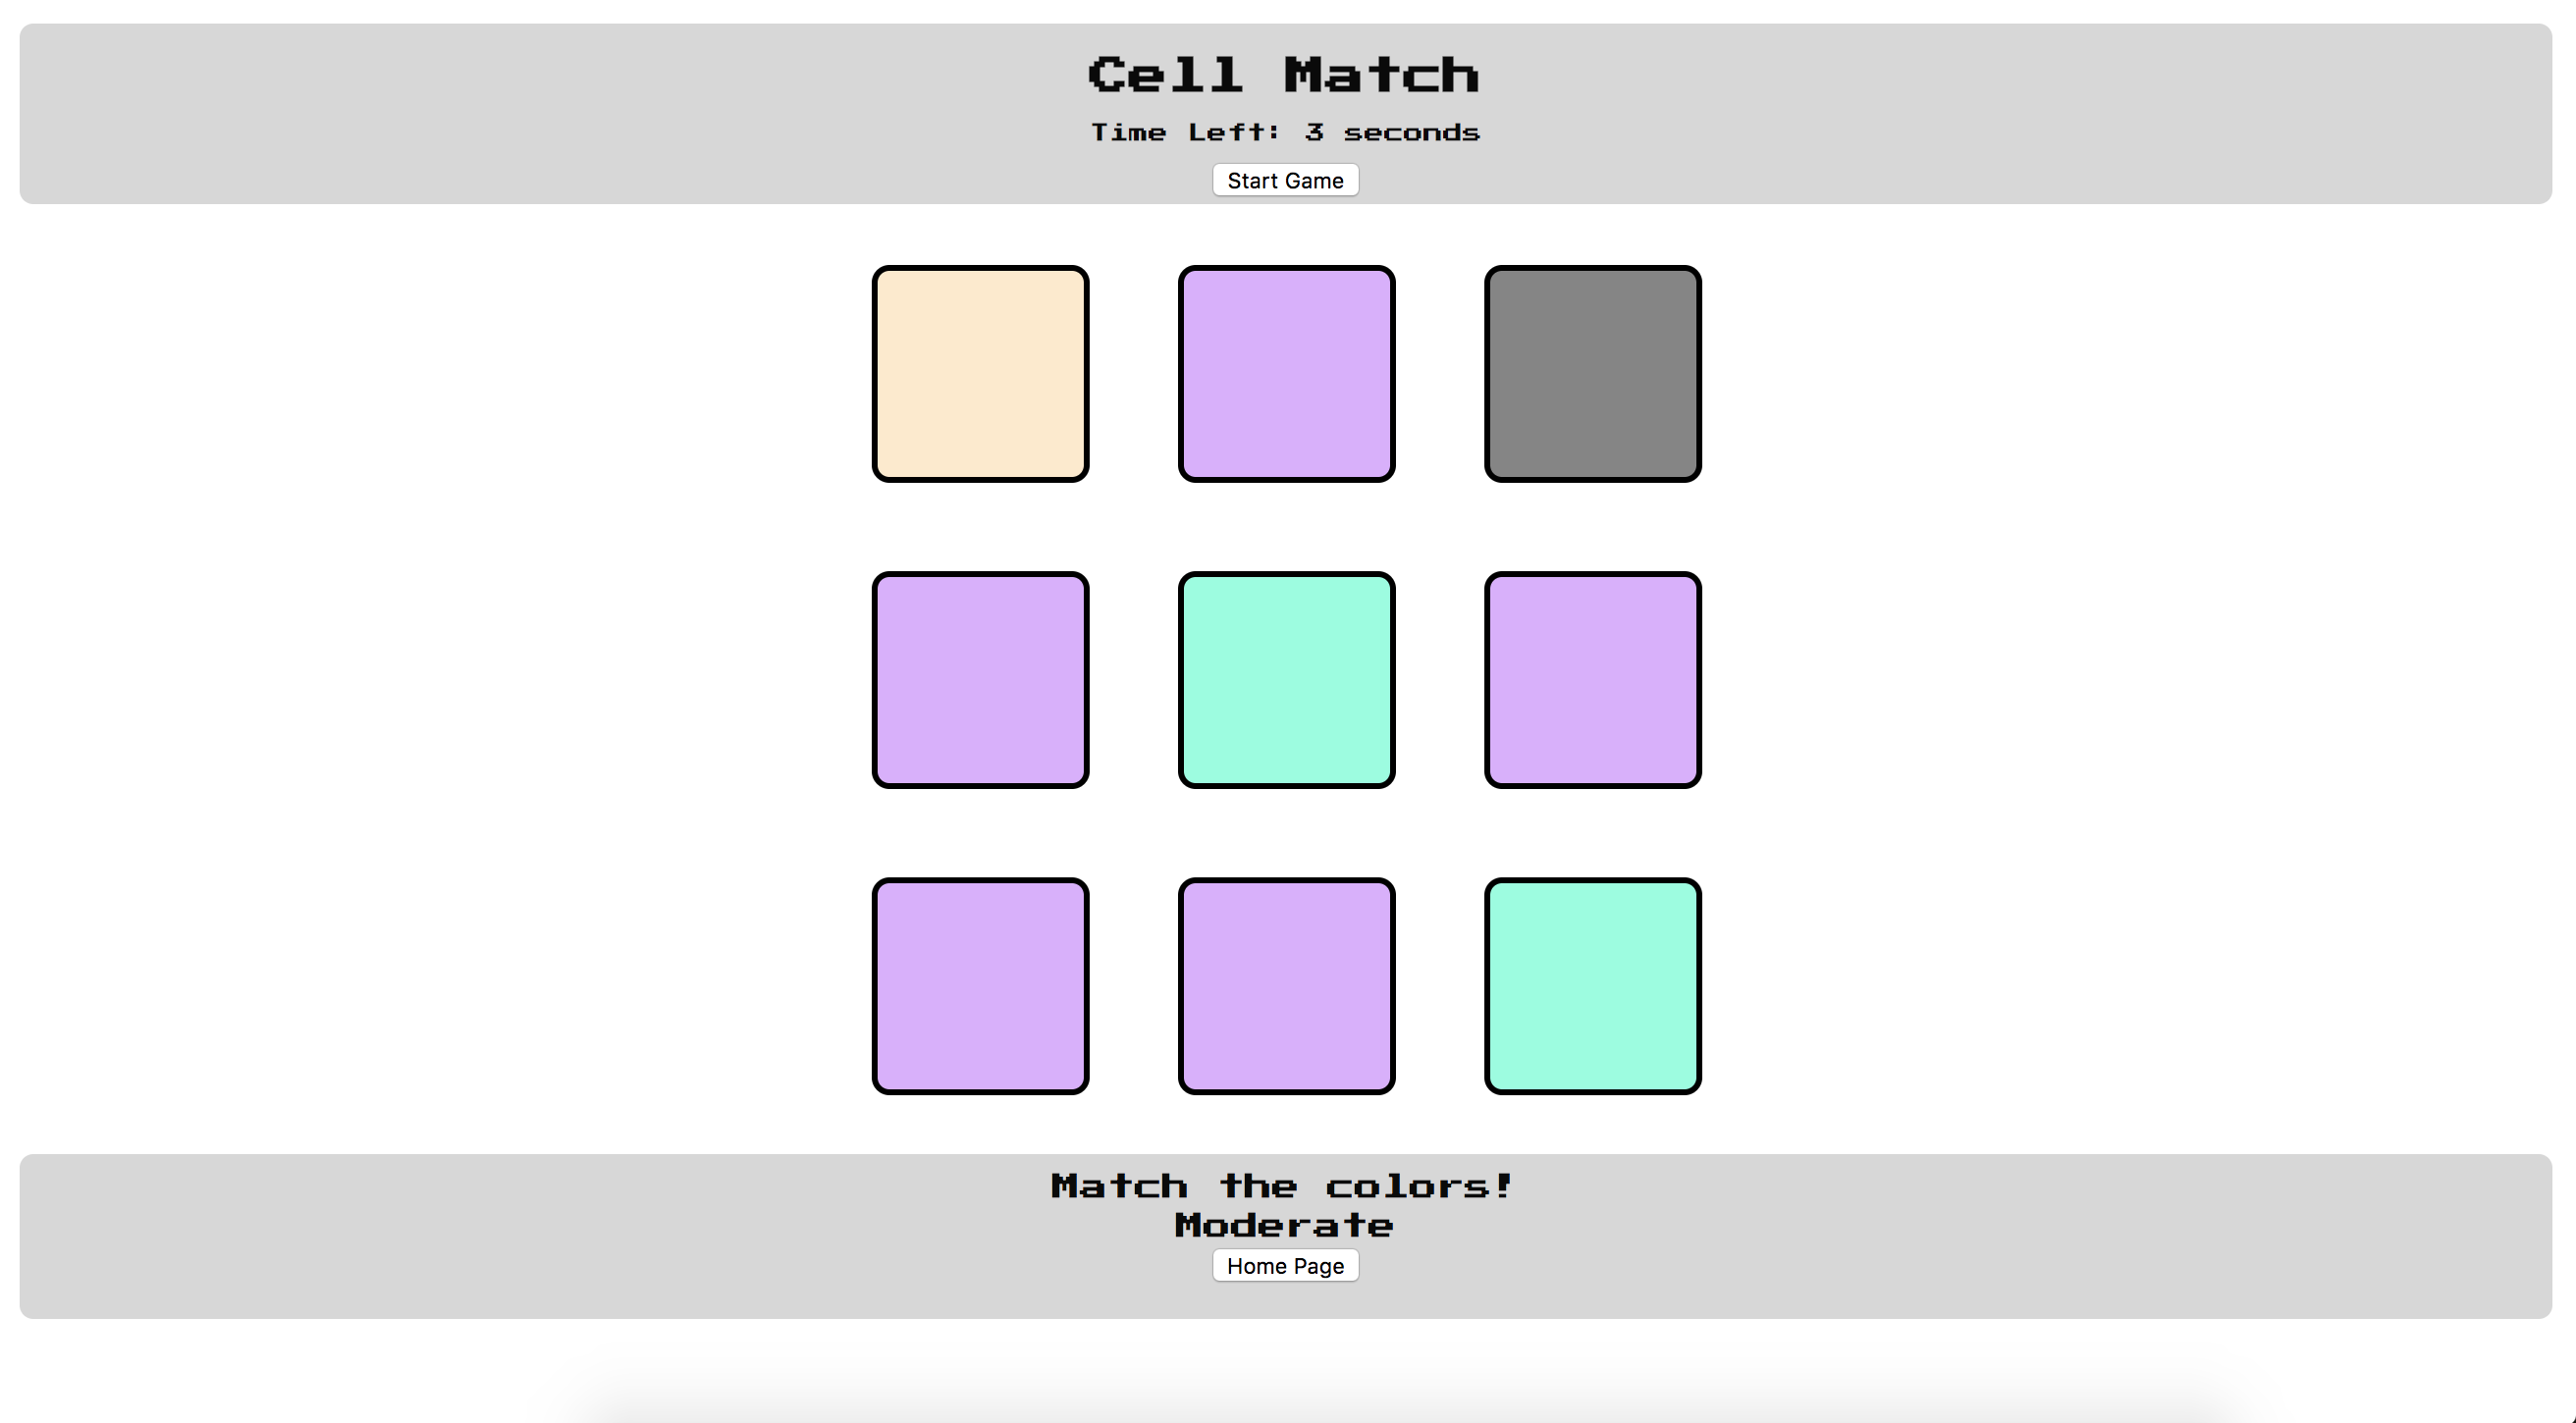 Cell Match
Time Left: 3 seconds
Start Game
Match the colors!
Moderate
Home Page